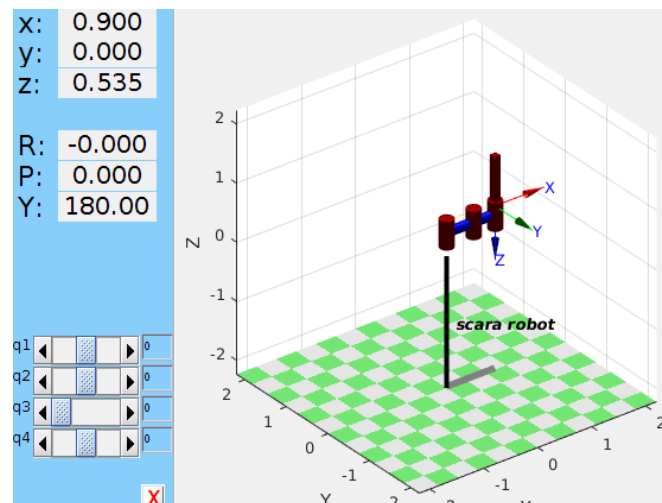 x: 0.900
y: 0.000
z: 0.535
R: -0.000
P: 0.000
Y: 180.00
q1 0
q2 0
q3 0
q4 0
X
2
1
0
-1
-2
Z
X
Y
Z
scara robot
2
1
0
-1
-2
Y
2
1
0
-1
-2